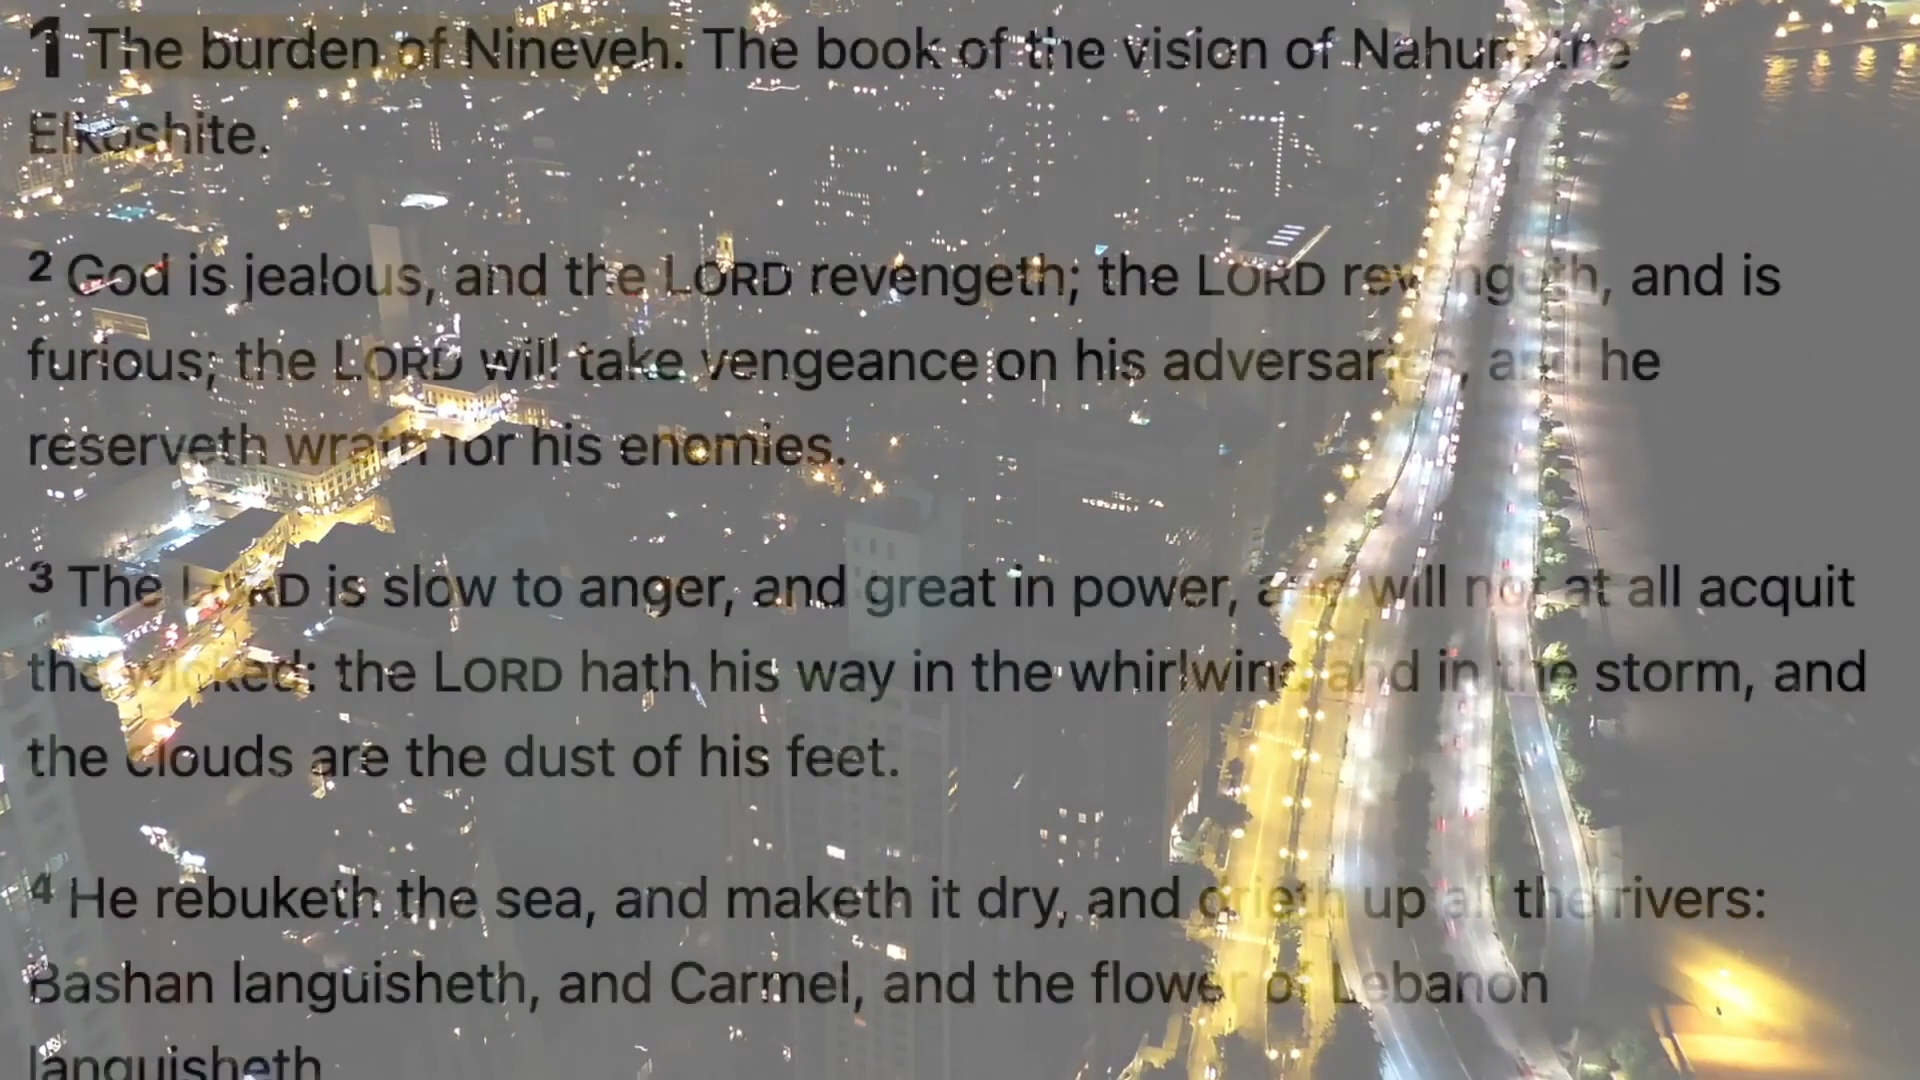 1 The burden of Nineveh. The book of the vision of Nahum the
Elkoshite.
2 God is jealous, and the LORD revengeth; the LORD revengeth, and is
furious; the LORD will take vengeance on his adversaries, and he
reserveth wrath for his enemies.
3 The LORD is slow to anger, and great in power, and will not at all acquit
the wicked: the LORD hath his way in the whirlwind and in the storm, and
the clouds are the dust of his feet.
4 He rebuketh the sea, and maketh it dry, and drieth up all the rivers:
Bashan languisheth, and Carmel, and the flower of Lebanon
languisheth